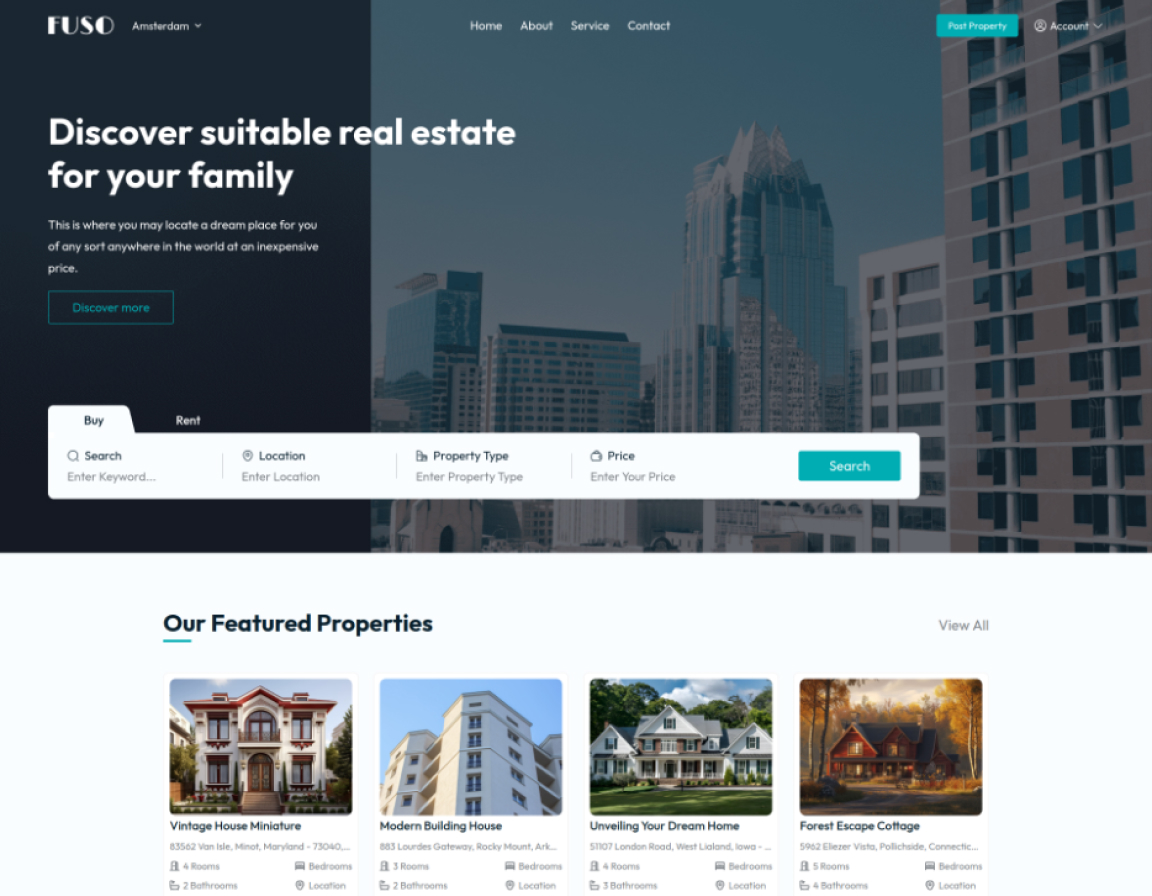 FUSO
Amsterdam
Home
About
Service
Contact
Post Property
Account
Discover suitable real estate
for your family
This is where you may locate a dream place for you
of any sort anywhere in the world at an inexpensive
price.
Discover more
Buy
Rent
Search
Location
Property Type
Price
Enter Keyword...
Enter Location
Enter Property Type
Enter Your Price
Search
Our Featured Properties
View All
Vintage House Miniature
83562 Van Isle, Minot, Maryland - 73040,...
4 Rooms
Bedrooms
2 Bathrooms
Location
Modern Building House
883 Lourdes Gateway, Rocky Mount, Ark...
3 Rooms
Bedrooms
2 Bathrooms
Location
Unveiling Your Dream Home
51107 London Road, West Lialand, Iowa - ...
4 Rooms
Bedrooms
3 Bathrooms
Location
Forest Escape Cottage
5962 Eliezer Vista, Pollichside, Connectic...
5 Rooms
Bedrooms
4 Bathrooms
Location